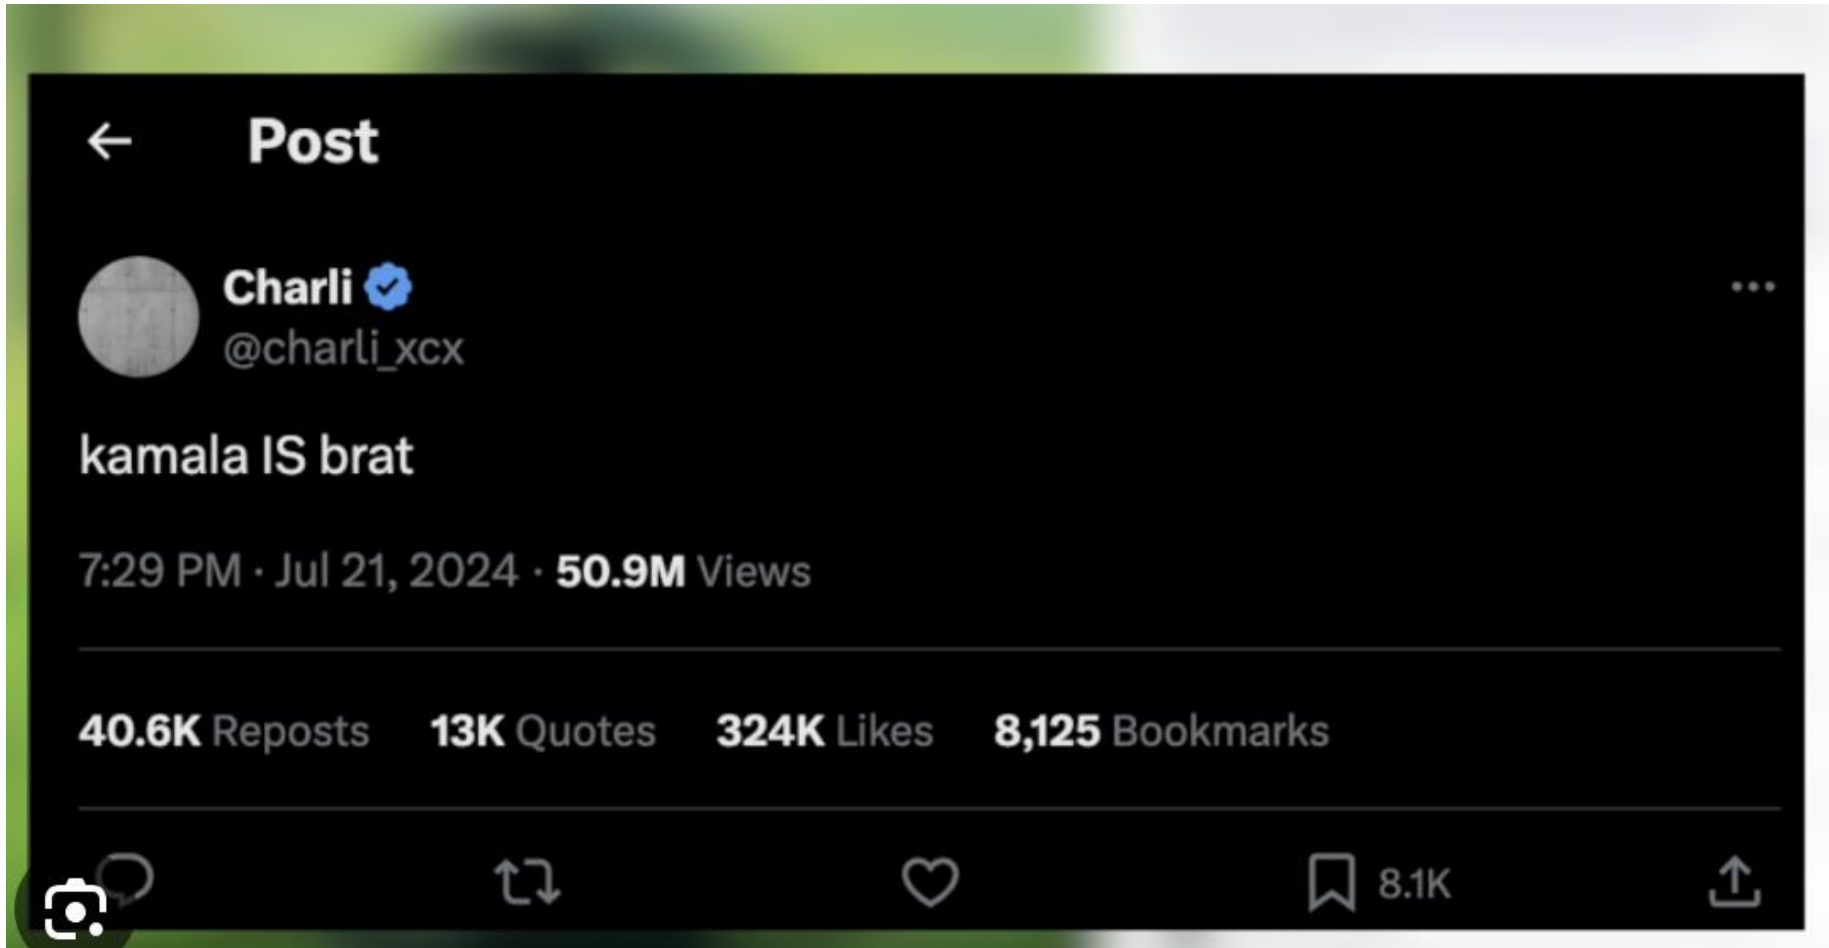 Post
Charli
@charli_xcx
kamala IS brat
7:29 PM · Jul 21, 2024 · 50.9M Views
40.6K Reposts 13K Quotes 324K Likes 8,125 Bookmarks
8.1K